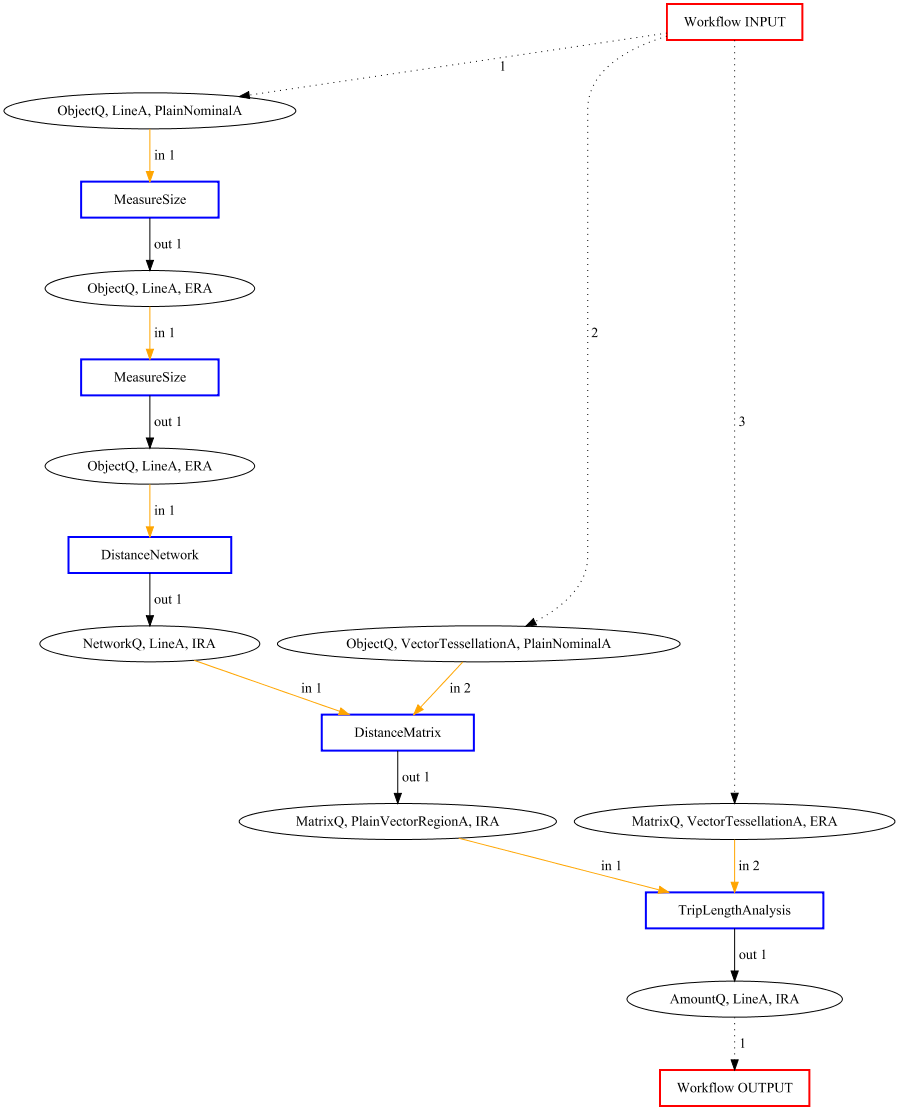 Workflow INPUT
1
ObjectQ, LineA, PlainNominalA
in 1
MeasureSize
out 1
ObjectQ, LineA, ERA
in 1
2
MeasureSize
out 1
3
ObjectQ, LineA, ERA
in 1
DistanceNetwork
out 1
NetworkQ, LineA, IRA
ObjectQ, VectorTessellationA, PlainNominalA
in 1
in 2
DistanceMatrix
out 1
MatrixQ, PlainVectorRegionA, IRA
MatrixQ, VectorTessellationA, ERA
in 1
in 2
TripLengthAnalysis
out 1
AmountQ, LineA, IRA
1
Workflow OUTPUT